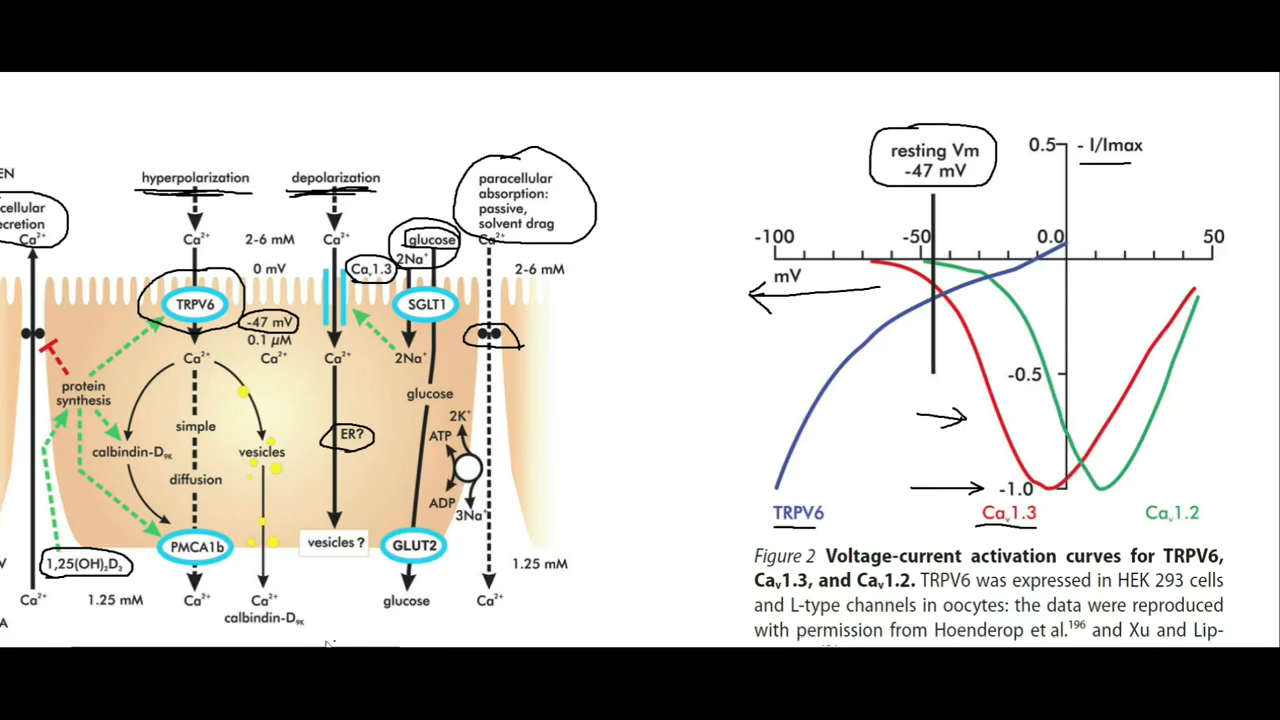 EN
cellular
ecretion
Ca²⁺
hyperpolarization
depolarization
paracellular
absorption:
passive,
solvent drag
Ca²⁺
Ca²⁺
2-6 mM
Ca²⁺
glucose
2Na⁺
0 mV
Caᵥ1.3
2-6 mM
TRPV6
SGLT1
-47 mV
0.1 µM
Ca²⁺
Ca²⁺
Ca²⁺
2Na⁺
protein
synthesis
glucose
simple
2K⁺
ER?
ATP
calbindin-D₉ₖ
vesicles
diffusion
ADP
3Na⁺
PMCA1b
vesicles ?
GLUT2
V
1,25(OH)₂D₃
1.25 mM
Ca²⁺
1.25 mM
Ca²⁺
Ca²⁺
glucose
Ca²⁺
calbindin-D₉ₖ
A
resting Vm
-47 mV
0.5
- I/Imax
-100
-50
0.0
50
mV
-0.5
-1.0
TRPV6
Caᵥ1.3
Caᵥ1.2
Figure 2 Voltage-current activation curves for TRPV6,
Caᵥ1.3, and Caᵥ1.2. TRPV6 was expressed in HEK 293 cells
and L-type channels in oocytes: the data were reproduced
with permission from Hoenderop et al.¹⁹⁶ and Xu and Lip-